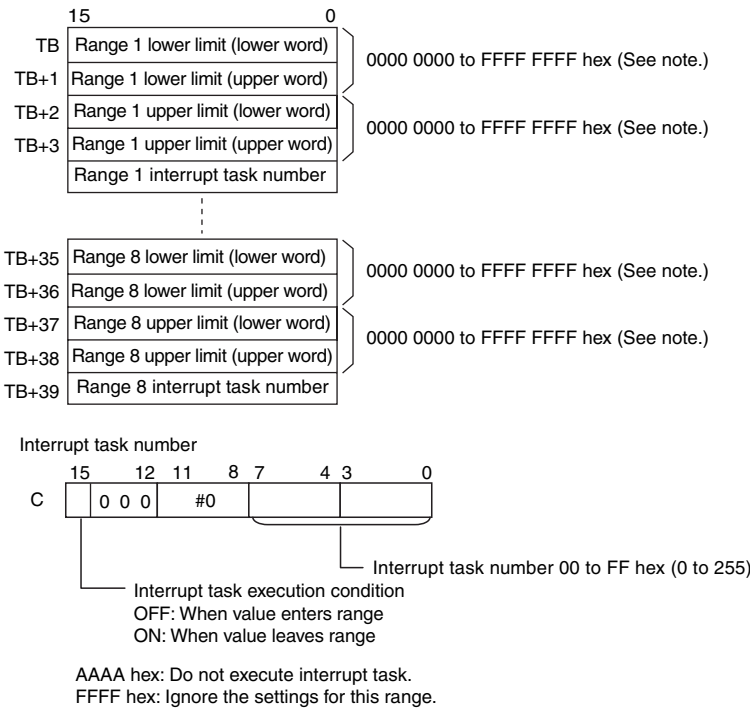 15 0
TB Range 1 lower limit (lower word) 0000 0000 to FFFF FFFF hex (See note.)
TB+1 Range 1 lower limit (upper word)
TB+2 Range 1 upper limit (lower word) 0000 0000 to FFFF FFFF hex (See note.)
TB+3 Range 1 upper limit (upper word)
Range 1 interrupt task number
TB+35 Range 8 lower limit (lower word) 0000 0000 to FFFF FFFF hex (See note.)
TB+36 Range 8 lower limit (upper word)
TB+37 Range 8 upper limit (lower word) 0000 0000 to FFFF FFFF hex (See note.)
TB+38 Range 8 upper limit (upper word)
TB+39 Range 8 interrupt task number
Interrupt task number
15 12 11 8 7 4 3 0
C 0 0 0 #0
Interrupt task number 00 to FF hex (0 to 255)
Interrupt task execution condition
OFF: When value enters range
ON: When value leaves range
AAAA hex: Do not execute interrupt task.
FFFF hex: Ignore the settings for this range.